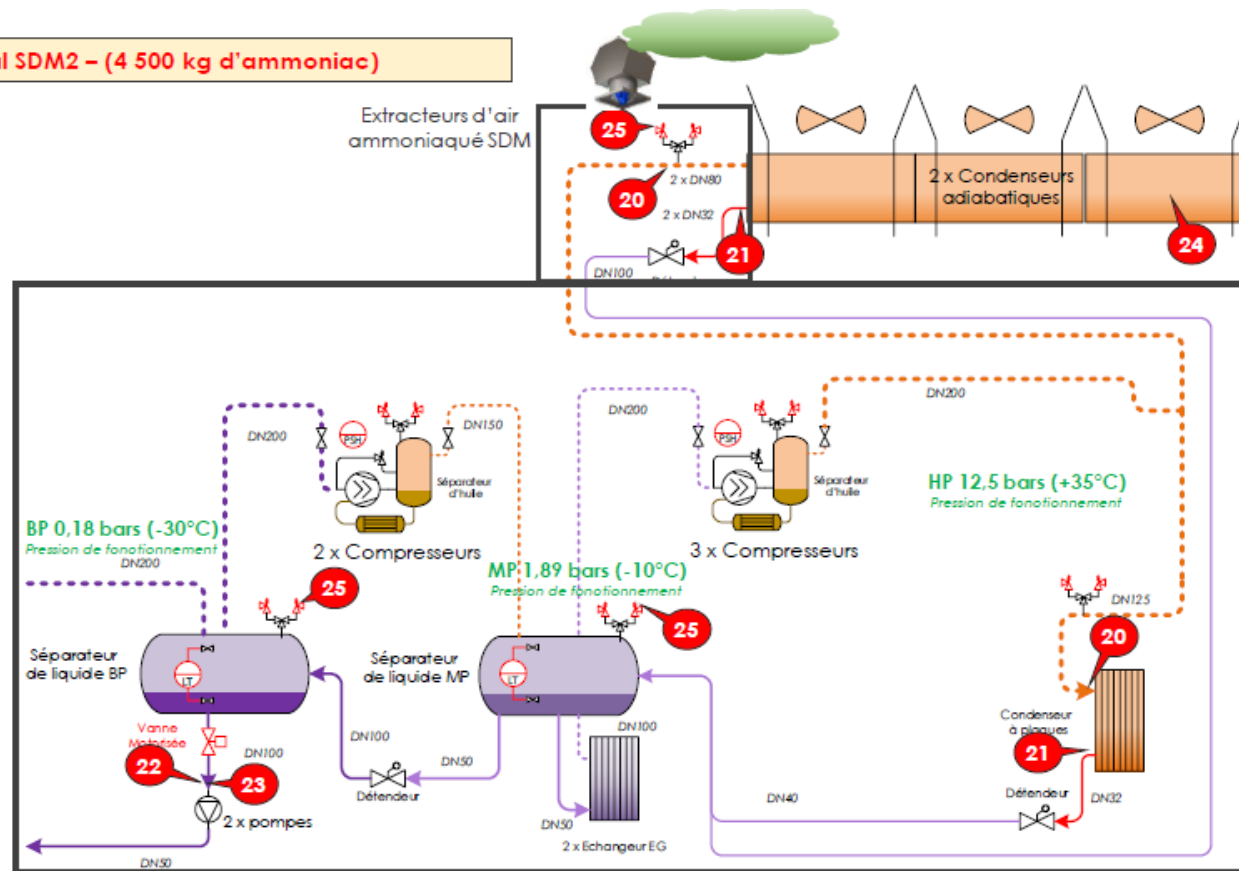 al SDM2 – (4 500 kg d'ammoniac)
Extracteurs d'air
ammoniaqué SDM
25
20
2 x DN80
2 x DN32
21
DN100
2 x Condenseurs
adiabatiques
24
DN200
PSH
DN150
Séparateur
d'huile
2 x Compresseurs
DN200
PSH
Séparateur
d'huile
3 x Compresseurs
DN200
HP 12,5 bars (+35°C)
Pression de fonotionnement
BP 0,18 bars (-30°C)
Pression de fonotionnement
DN200
MP 1,89 bars (-10°C)
Pression de fonotionnement
25
25
DN125
20
Séparateur
de liquide BP
LT
Séparateur
de liquide MP
LT
Vanne
Motorisée
DN100
22
23
2 x pompes
DN50
DN100
DN50
Détendeur
DN100
DN50
2 x Echangeur EG
DN40
Condenseur
à plaques
21
Détendeur
DN32